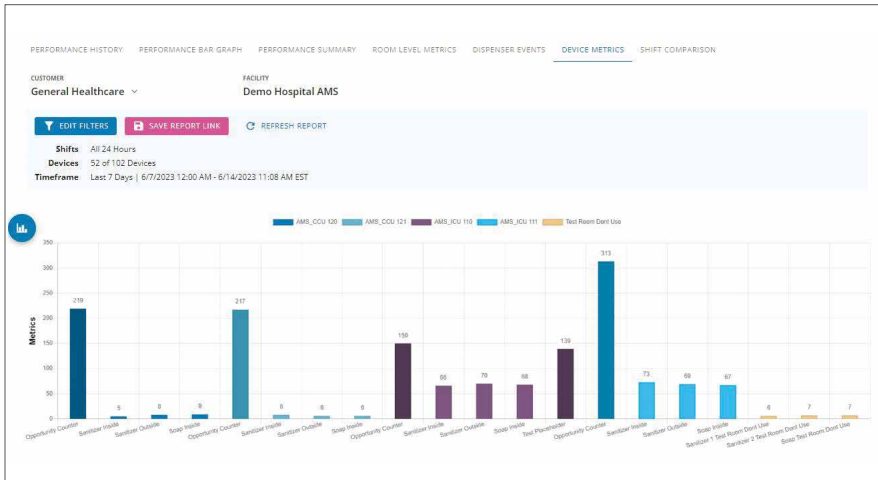 PERFORMANCE HISTORY PERFORMANCE BAR GRAPH PERFORMANCE SUMMARY ROOM LEVEL METRICS DISPENSER EVENTS DEVICE METRICS SHIFT COMPARISON
CUSTOMER FACILITY
General Healthcare Demo Hospital AMS
EDIT FILTERS SAVE REPORT LINK REFRESH REPORT
Shifts All 24 Hours
Devices 52 of 102 Devices
Timeframe Last 7 Days | 6/7/2023 12:00 AM - 6/14/2023 11:08 AM EST
AMS_CCU 120 AMS_CCU 121 AMS_ICU 110 AMS_ICU 111 Test Room Dont Use
Metrics
350
300
250
200
150
100
50
0
219 5 8 9 217 8 6 6 150 66 70 68 139 313 73 69 67 6 7 7
Opportunity Counter
Sanitizer Inside
Sanitizer Outside
Soap Inside
Opportunity Counter
Sanitizer Inside
Sanitizer Outside
Soap Inside
Opportunity Counter
Sanitizer Inside
Sanitizer Outside
Soap Inside
Test Placeholder
Opportunity Counter
Sanitizer Inside
Sanitizer Outside
Soap Inside
Sanitizer 1 Test Room Dont Use
Sanitizer 2 Test Room Dont Use
Soap Test Room Dont Use